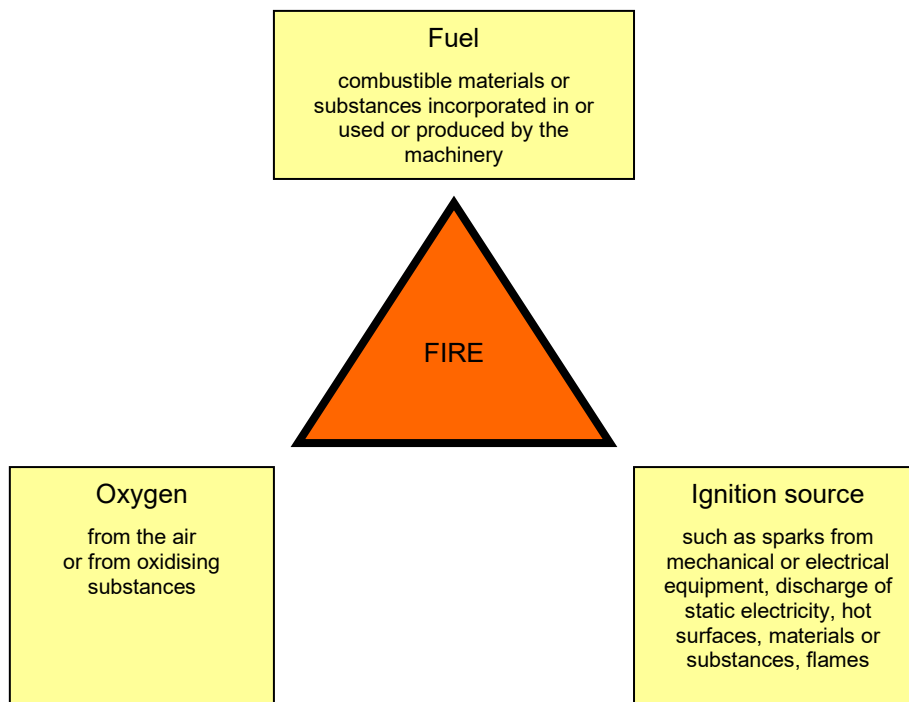 Fuel
combustible materials or
substances incorporated in or
used or produced by the
machinery
FIRE
Oxygen
from the air
or from oxidising
substances
Ignition source
such as sparks from
mechanical or electrical
equipment, discharge of
static electricity, hot
surfaces, materials or
substances, flames